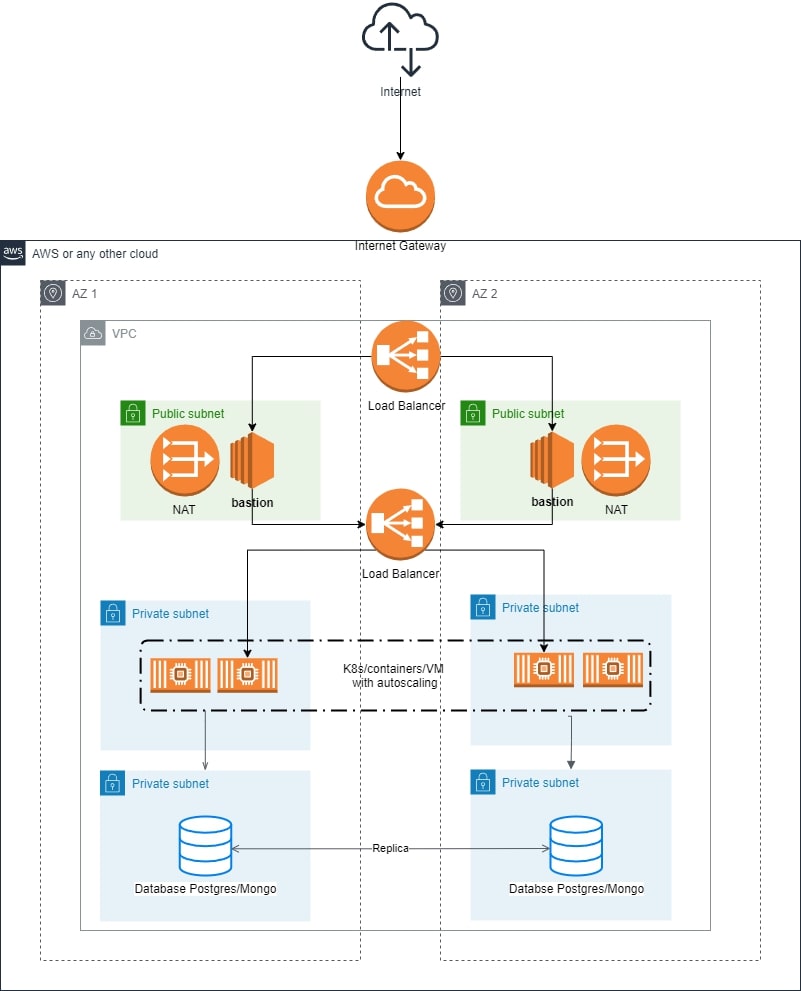 Internet
Internet Gateway
aws
AWS or any other cloud
AZ 1
AZ 2
VPC
Load Balancer
Public subnet
Public subnet
NAT
bastion
bastion
NAT
Load Balancer
Private subnet
Private subnet
K8s/containers/VM
with autoscaling
Private subnet
Private subnet
Replica
Database Postgres/Mongo
Databse Postgres/Mongo